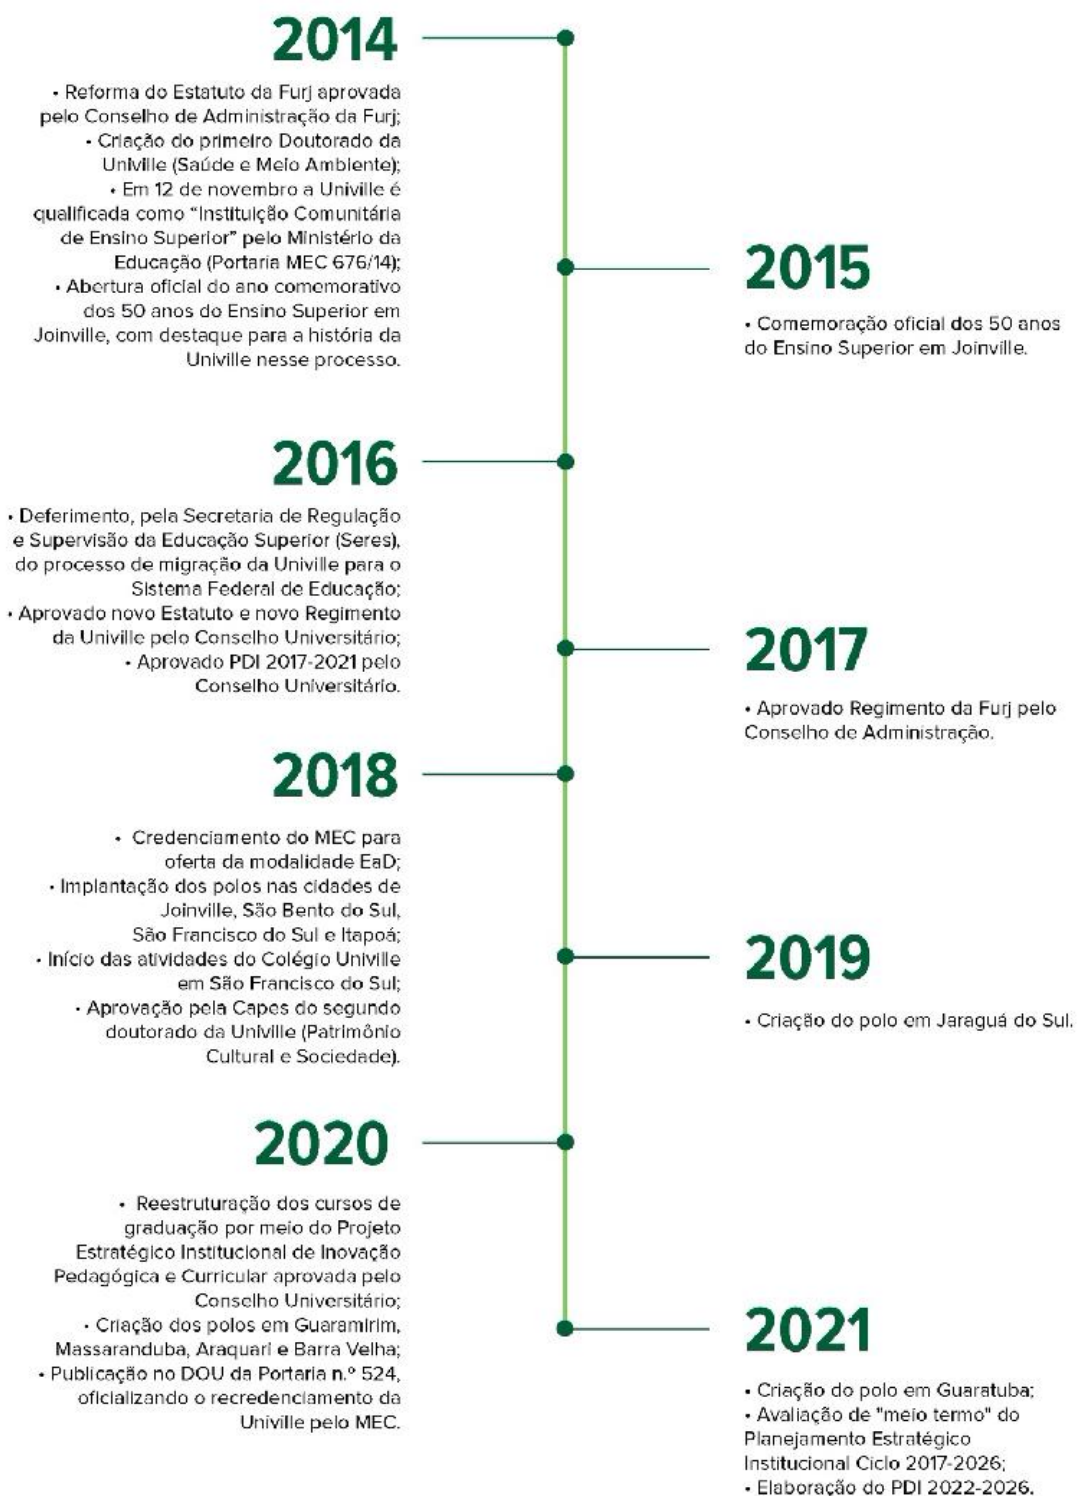 2014
• Reforma do Estatuto da Furj aprovada
pelo Conselho de Administração da Furj;
• Criação do primeiro Doutorado da
Univille (Saúde e Meio Ambiente);
• Em 12 de novembro a Univille é
qualificada como “Instituição Comunitária
de Ensino Superior” pelo Ministério da
Educação (Portaria MEC 676/14);
• Abertura oficial do ano comemorativo
dos 50 anos do Ensino Superior em
Joinville, com destaque para a história da
Univille nesse processo.
2015
• Comemoração oficial dos 50 anos
do Ensino Superior em Joinville.
2016
• Deferimento, pela Secretaria de Regulação
e Supervisão da Educação Superior (Seres),
do processo de migração da Univille para o
Sistema Federal de Educação;
• Aprovado novo Estatuto e novo Regimento
da Univille pelo Conselho Universitário;
• Aprovado PDI 2017-2021 pelo
Conselho Universitário.
2017
• Aprovado Regimento da Furj pelo
Conselho de Administração.
2018
• Credenciamento do MEC para
oferta da modalidade EaD;
• Implantação dos polos nas cidades de
Joinville, São Bento do Sul,
São Francisco do Sul e Itapoá;
• Início das atividades do Colégio Univille
em São Francisco do Sul;
• Aprovação pela Capes do segundo
doutorado da Univille (Patrimônio
Cultural e Sociedade).
2019
• Criação do polo em Jaraguá do Sul.
2020
• Reestruturação dos cursos de
graduação por meio do Projeto
Estratégico Institucional de Inovação
Pedagógica e Curricular aprovada pelo
Conselho Universitário;
• Criação dos polos em Guaramirim,
Massaranduba, Araquari e Barra Velha;
• Publicação no DOU da Portaria n.º 524,
oficializando o recredenciamento da
Univille pelo MEC.
2021
• Criação do polo em Guaratuba;
• Avaliação de "meio termo" do
Planejamento Estratégico
Institucional Ciclo 2017-2026;
• Elaboração do PDI 2022-2026.